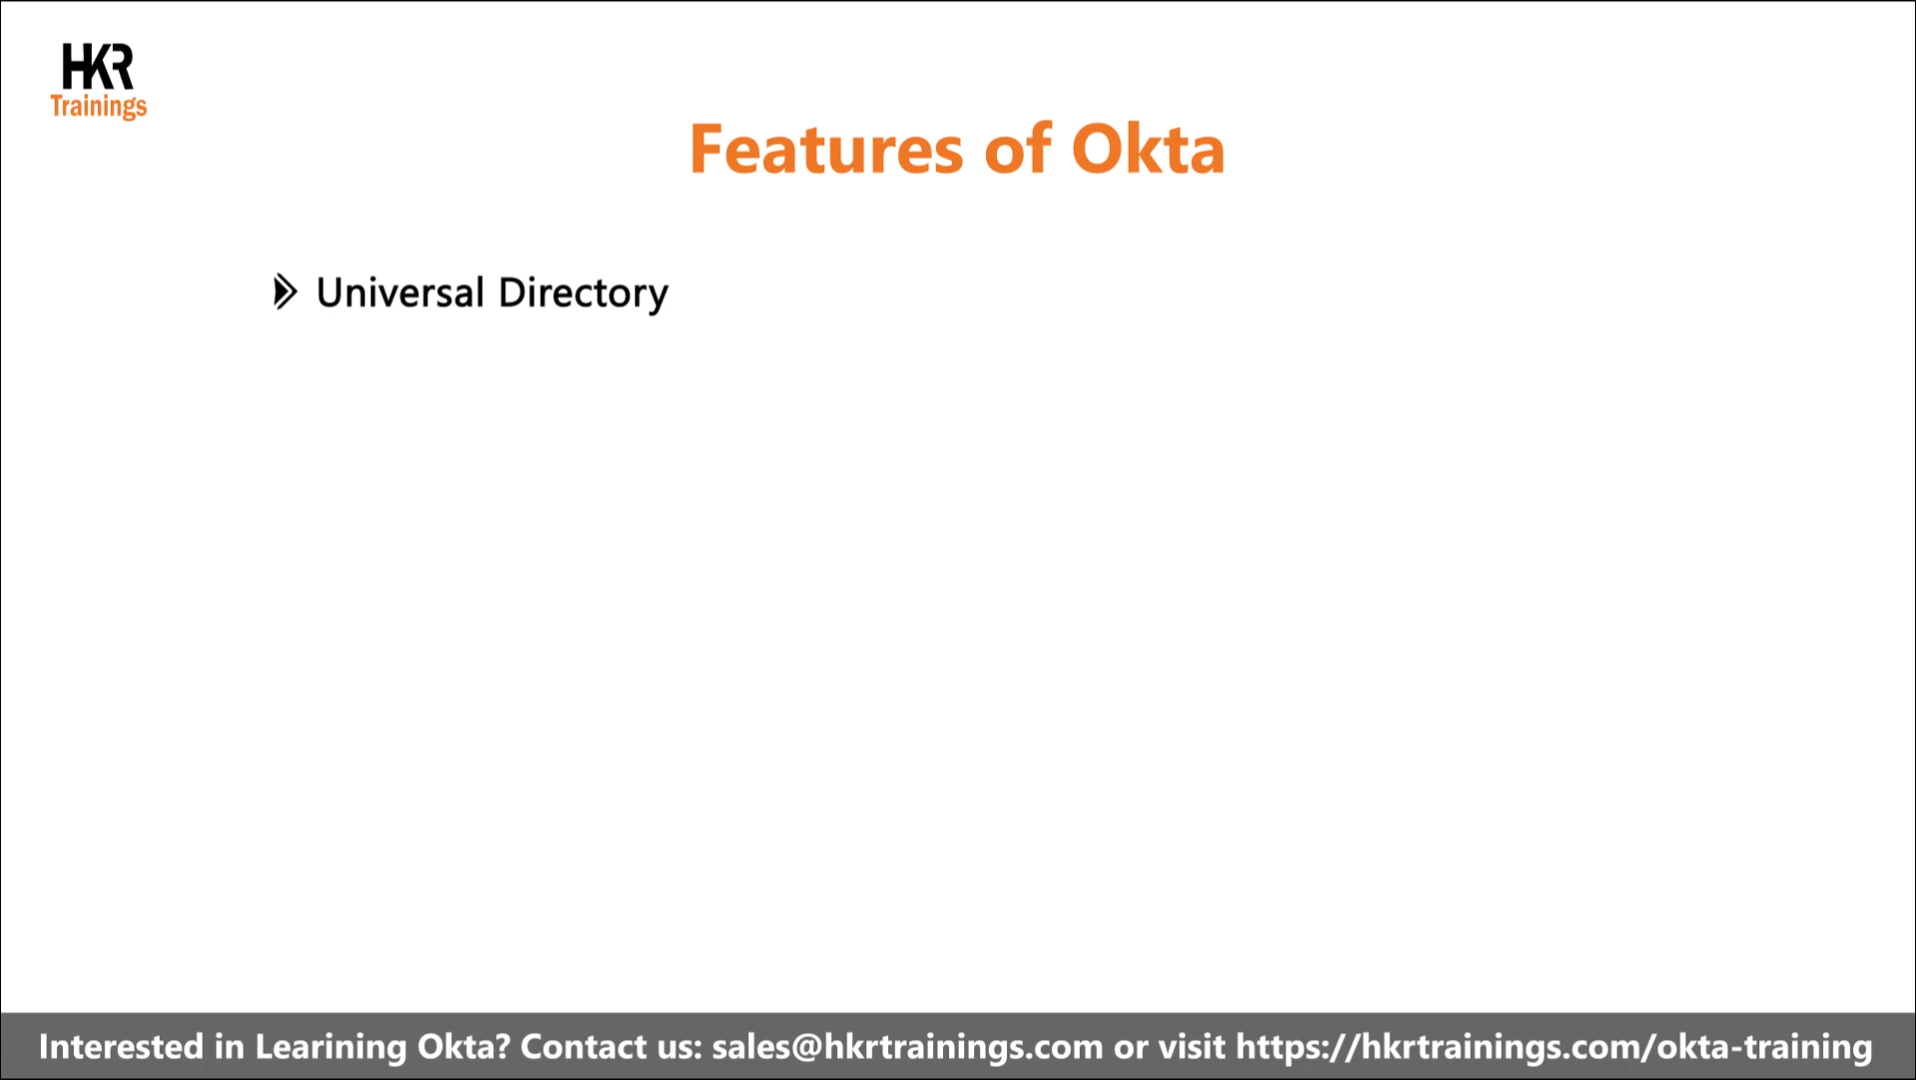 HKR
Trainings
Features of Okta
Universal Directory
Interested in Learining Okta? Contact us: sales@hkrtrainings.com or visit https://hkrtrainings.com/okta-training